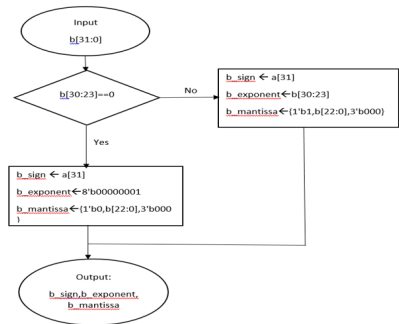 Input
b[31:0]
b[30:23]==0
No
b_sign ← a[31]
b_exponent←b[30:23]
b_mantissa←{1'b1,b[22:0],3'b000}
Yes
b_sign ← a[31]
b_exponent←8'b00000001
b_mantissa←{1'b0,b[22:0],3'b000
}
Output:
b_sign,b_exponent,
b_mantissa